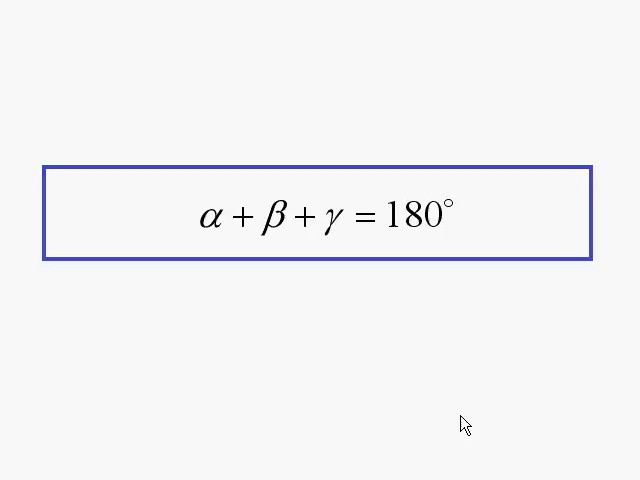 α + β + γ = 180°